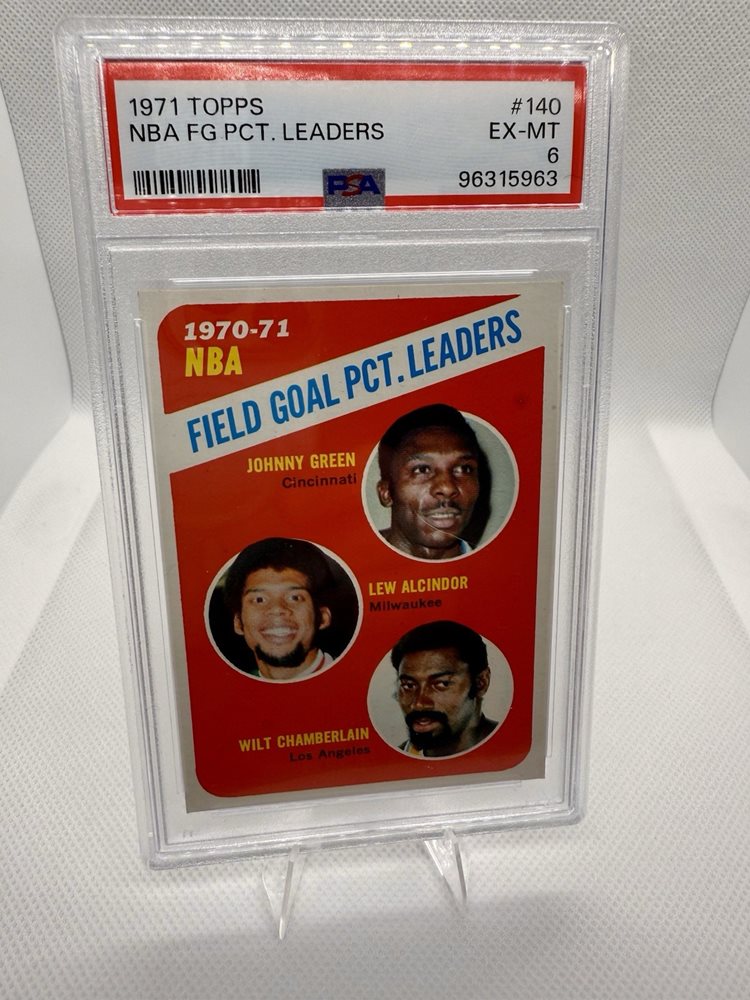 1971 TOPPS #140
NBA FG PCT. LEADERS EX-MT
6
PSA 96315963
1970-71
NBA
FIELD GOAL PCT. LEADERS
JOHNNY GREEN
Cincinnati
LEW ALCINDOR
Milwaukee
WILT CHAMBERLAIN
Los Angeles